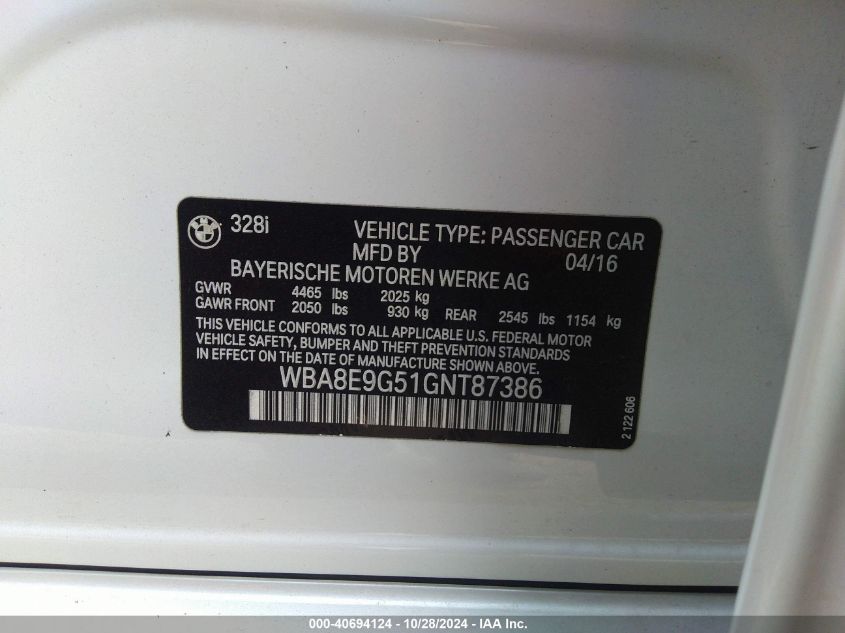 328i VEHICLE TYPE: PASSENGER CAR
MFD BY 04/16
BAYERISCHE MOTOREN WERKE AG
GVWR 4465 lbs 2025 kg
GAWR FRONT 2050 lbs 930 kg REAR 2545 lbs 1154 kg
THIS VEHICLE CONFORMS TO ALL APPLICABLE U.S. FEDERAL MOTOR
VEHICLE SAFETY, BUMPER AND THEFT PREVENTION STANDARDS
IN EFFECT ON THE DATE OF MANUFACTURE SHOWN ABOVE.
WBA8E9G51GNT87386
2 122 606
000-40694124 - 10/28/2024 - IAA Inc.